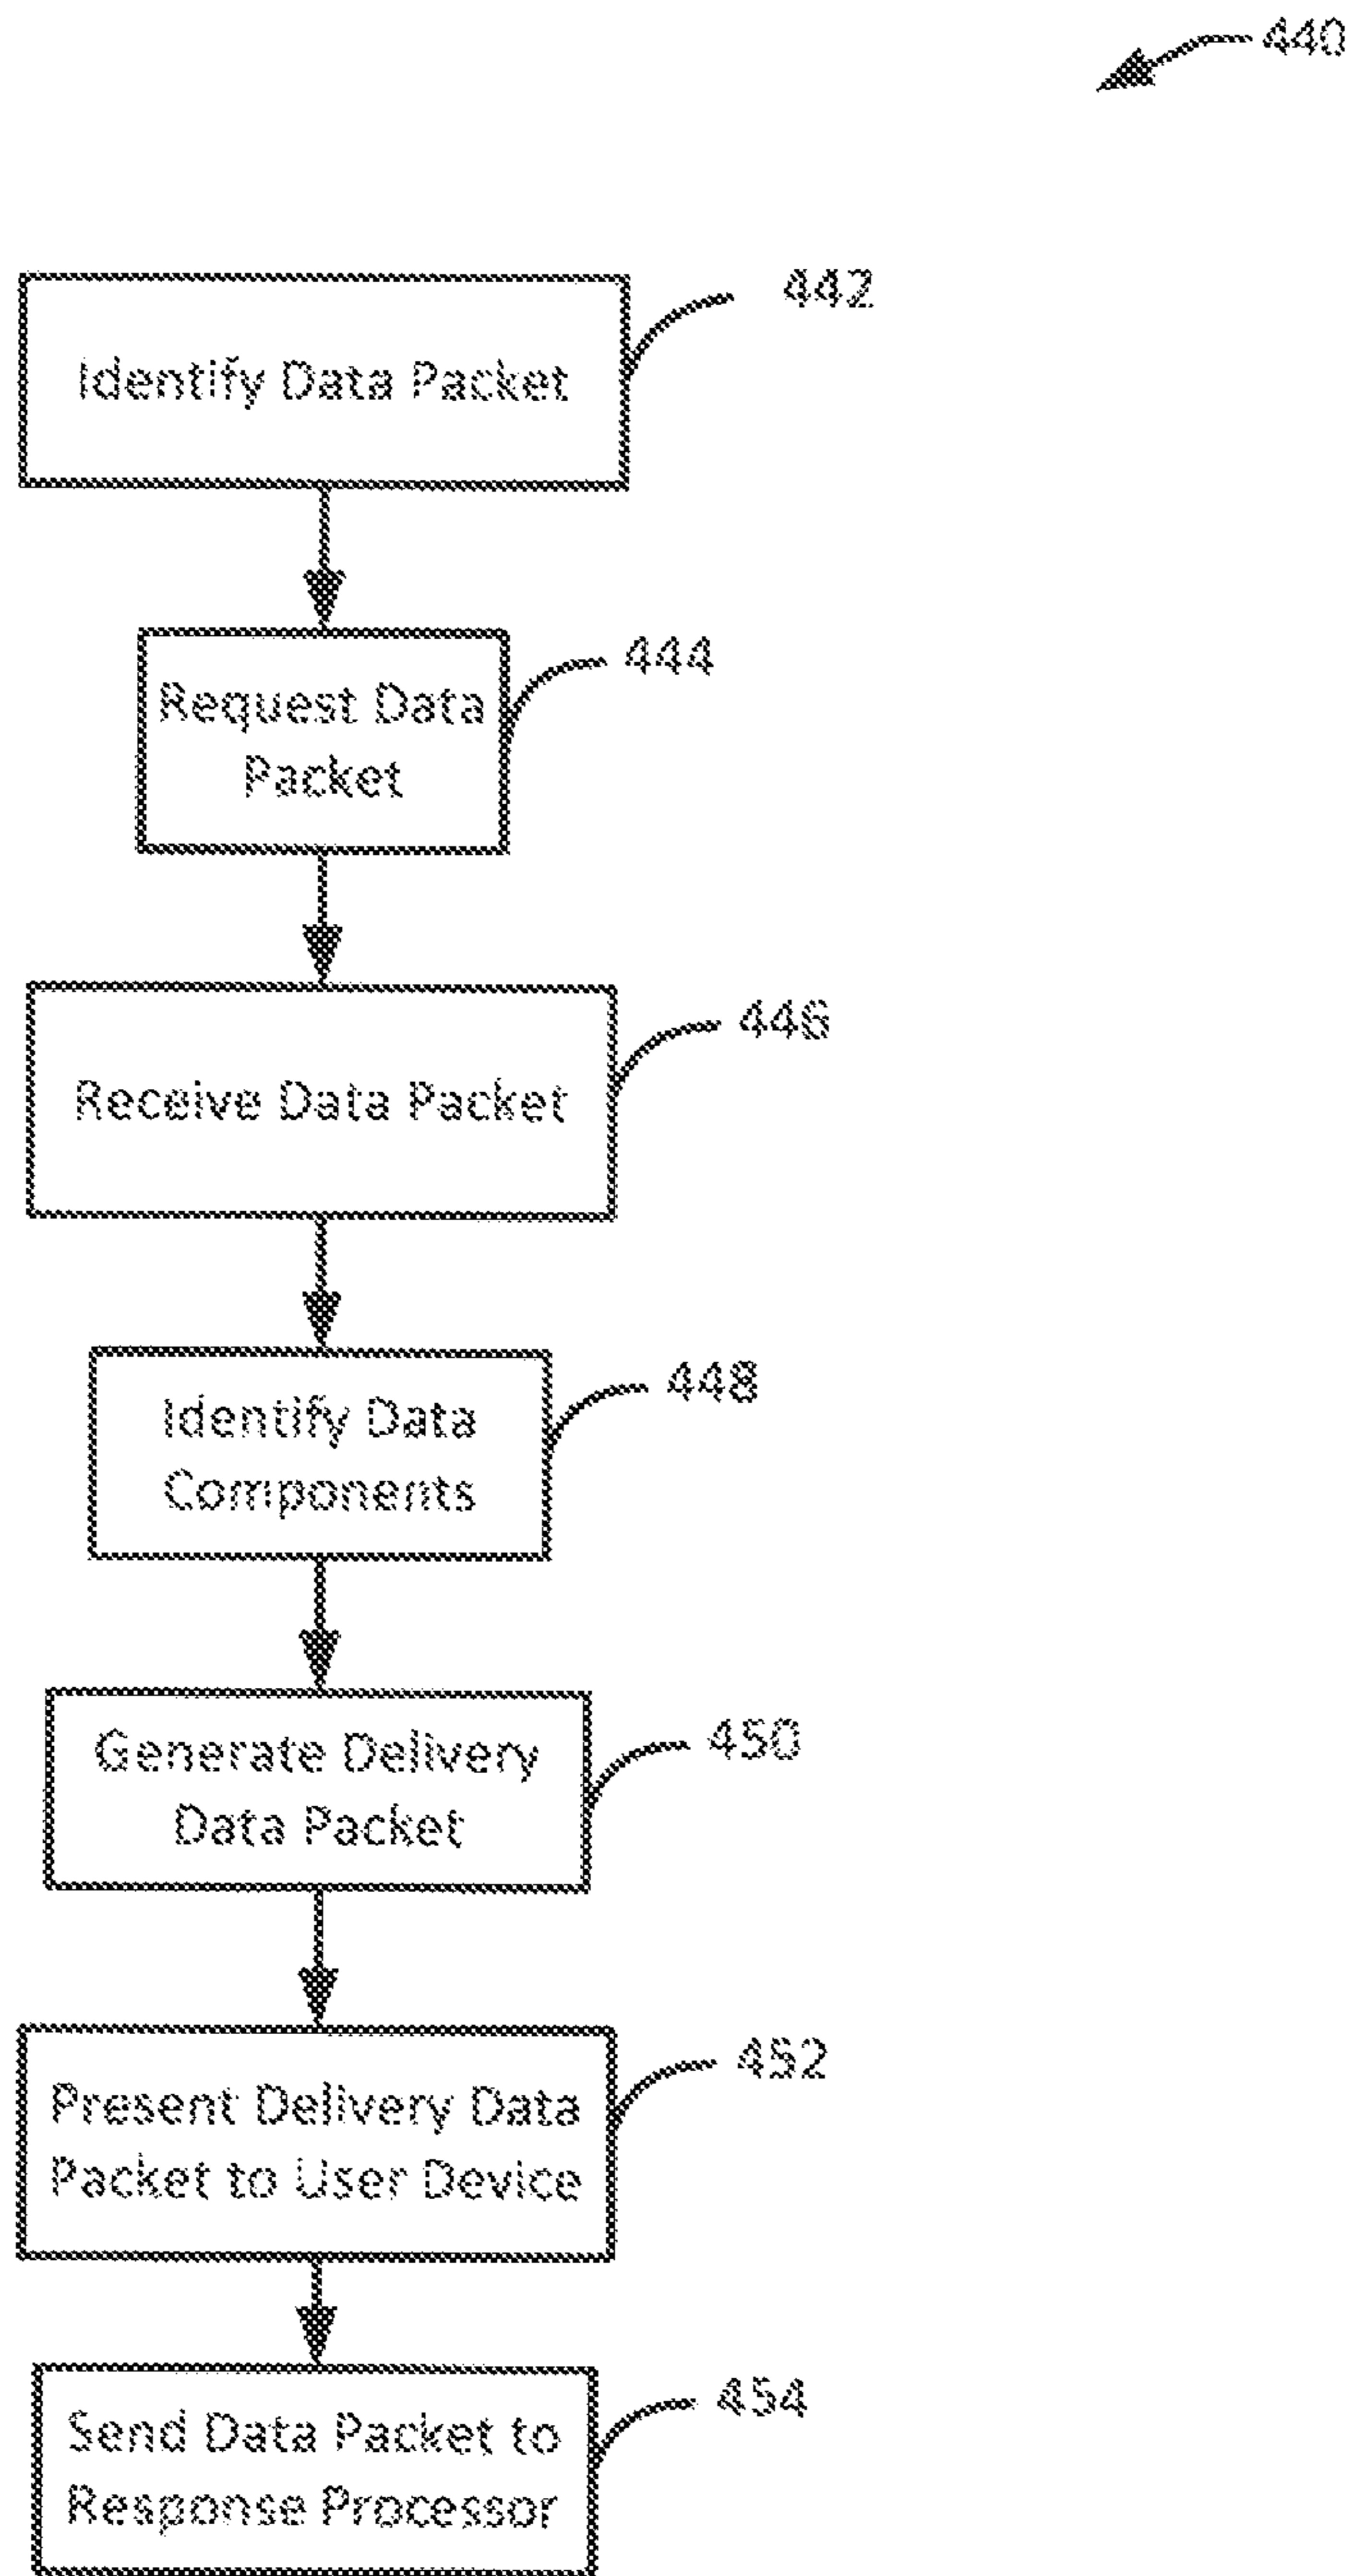 440
442
Identify Data Packet
444
Request Data
Packet
446
Receive Data Packet
448
Identify Data
Components
450
Generate Delivery
Data Packet
452
Present Delivery Data
Packet to User Device
454
Send Data Packet to
Response Processor